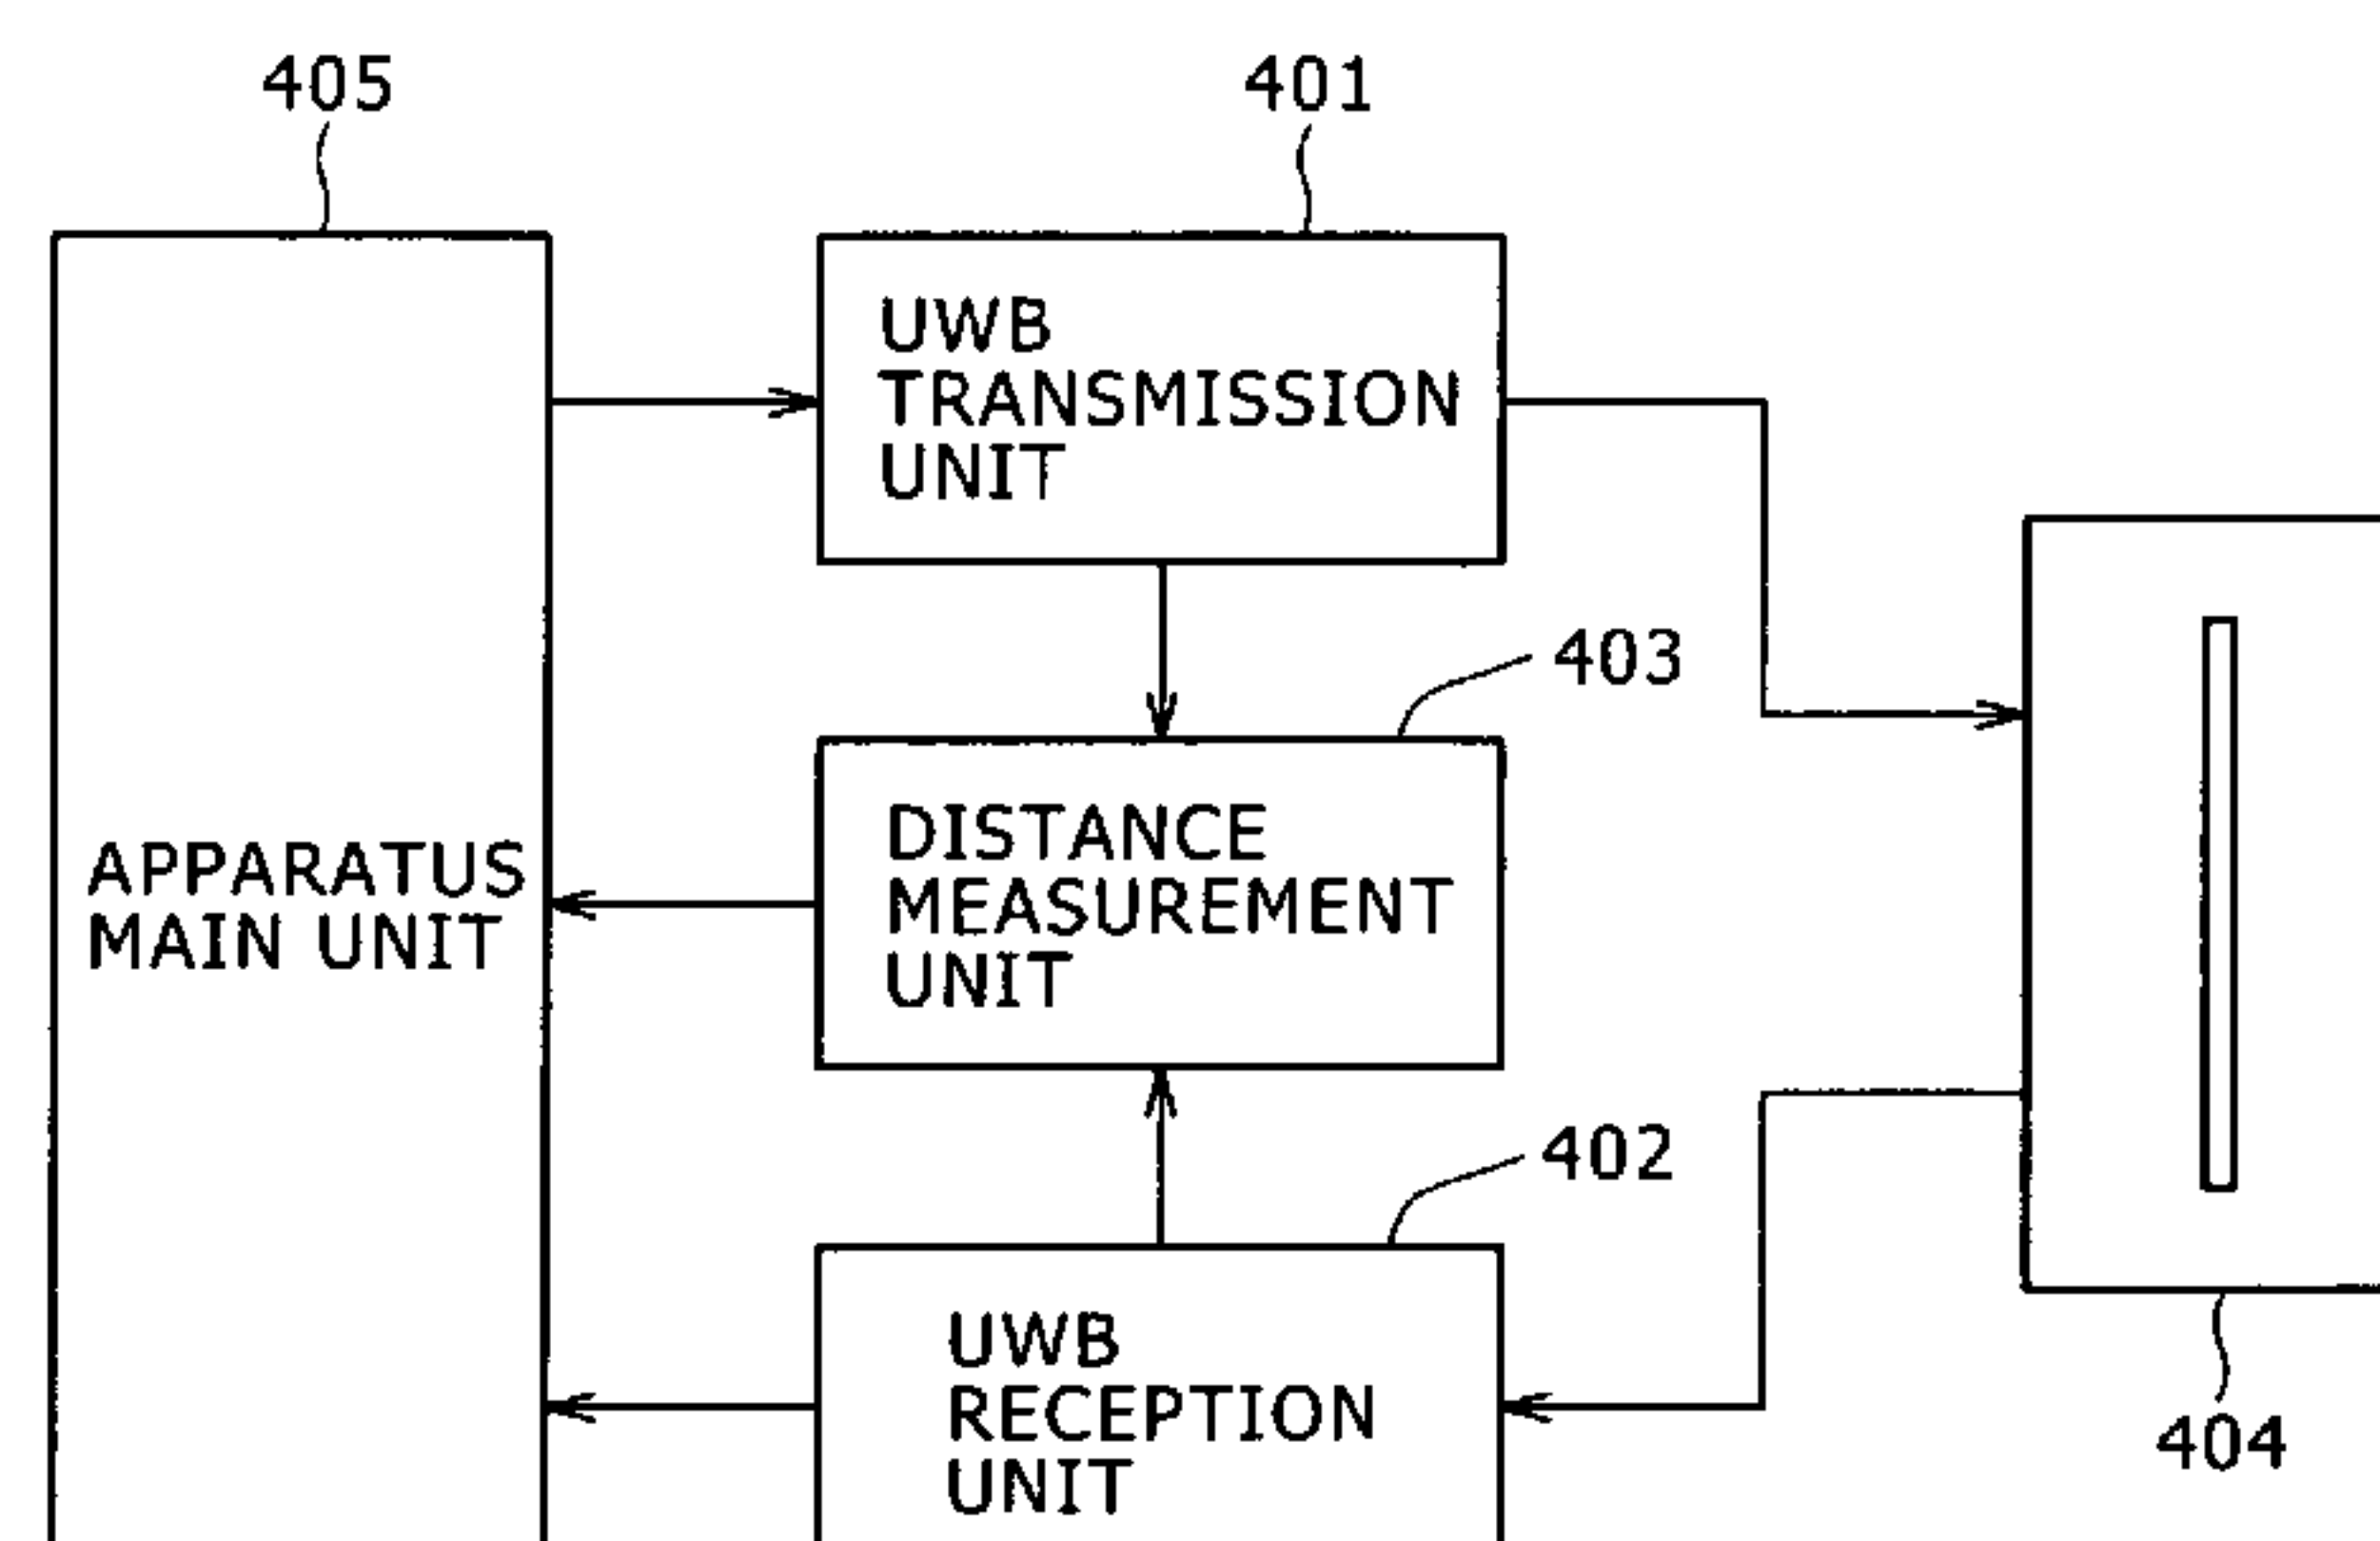 405
401
UWB
TRANSMISSION
UNIT
403
DISTANCE
MEASUREMENT
UNIT
APPARATUS
MAIN UNIT
402
UWB
RECEPTION
UNIT
404